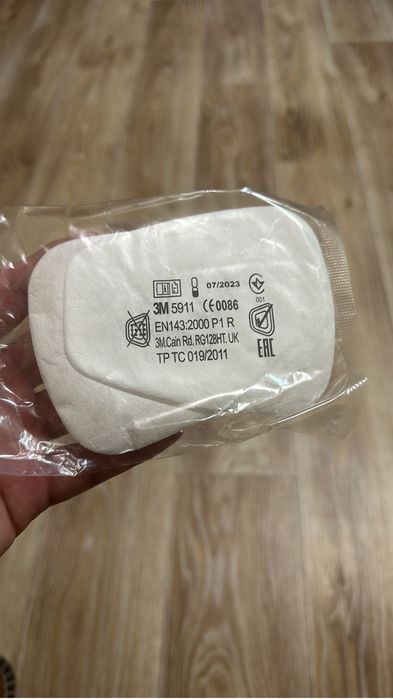 07/2023
001
3M 5911 CE 0086
EN143:2000 P1 R
3M.Cain Rd. RG128HT. UK
TP TC 019/2011
EAC